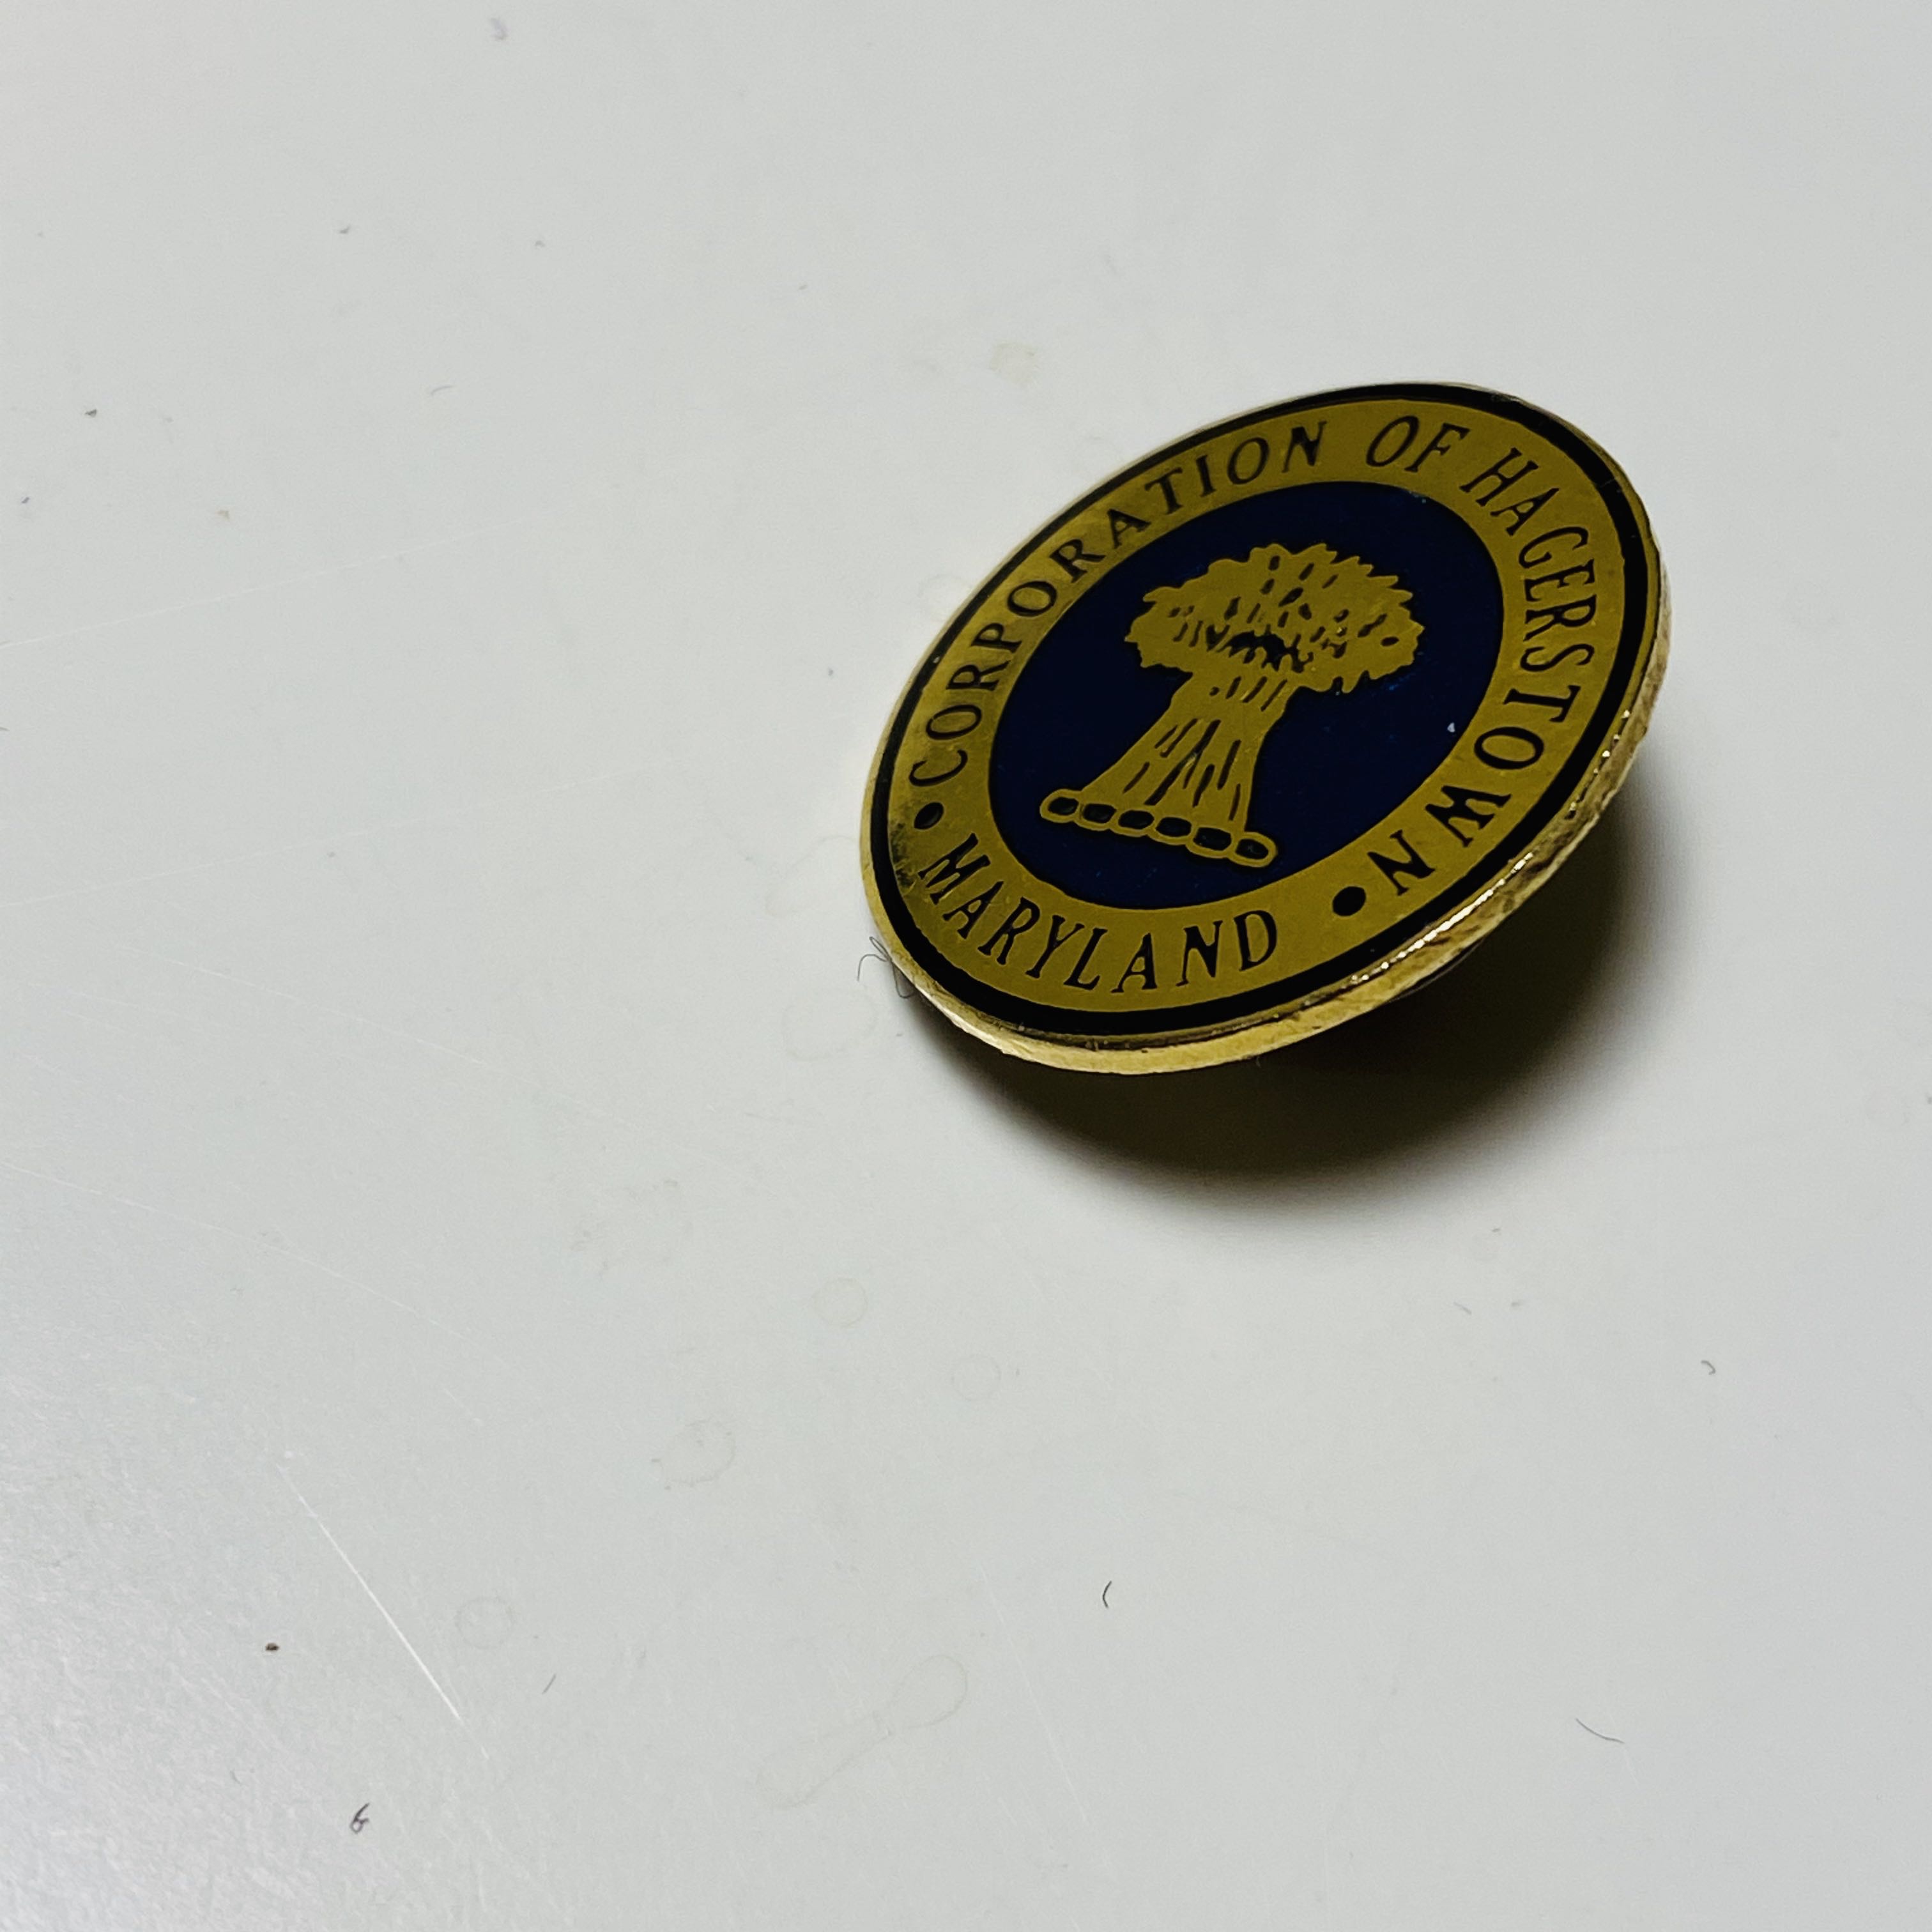 • CORPORATION OF HAGERSTOWN •
MARYLAND